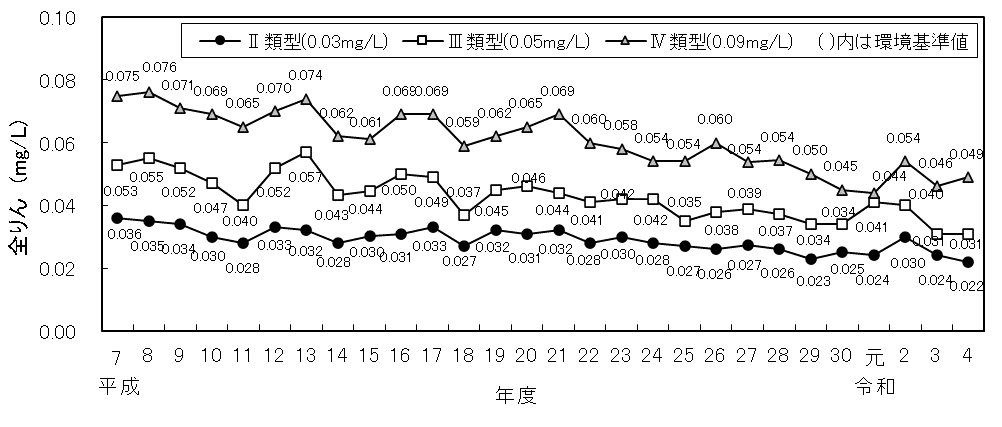 0.10
0.08
0.06
0.04
0.02
0.00
全りん (mg/L)
Ⅱ類型(0.03mg/L) Ⅲ類型(0.05mg/L) Ⅳ類型(0.09mg/L) ( )内は環境基準値
0.075 0.076 0.071 0.069 0.065 0.070 0.074 0.062 0.061 0.069 0.069 0.059 0.062 0.065 0.069 0.060 0.058 0.054 0.054 0.060 0.054 0.054 0.050 0.045 0.044 0.054 0.046 0.049
0.053 0.055 0.052 0.047 0.040 0.052 0.057 0.043 0.044 0.050 0.049 0.037 0.045 0.046 0.044 0.041 0.042 0.042 0.035 0.038 0.039 0.037 0.034 0.034 0.041 0.040 0.031 0.031
0.036 0.035 0.034 0.030 0.028 0.033 0.032 0.028 0.030 0.031 0.033 0.027 0.032 0.031 0.032 0.028 0.030 0.028 0.027 0.026 0.027 0.026 0.023 0.025 0.024 0.030 0.024 0.022
7 8 9 10 11 12 13 14 15 16 17 18 19 20 21 22 23 24 25 26 27 28 29 30 元 2 3 4
平成 令和
年度